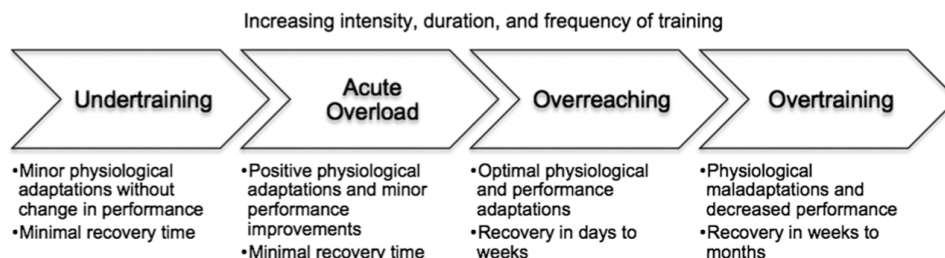 Increasing intensity, duration, and frequency of training
Undertraining
Acute
Overload
Overreaching
Overtraining
•Minor physiological
adaptations without
change in performance
•Minimal recovery time
•Positive physiological
adaptations and minor
performance
improvements
•Minimal recovery time
•Optimal physiological
and performance
adaptations
•Recovery in days to
weeks
•Physiological
maladaptations and
decreased performance
•Recovery in weeks to
months